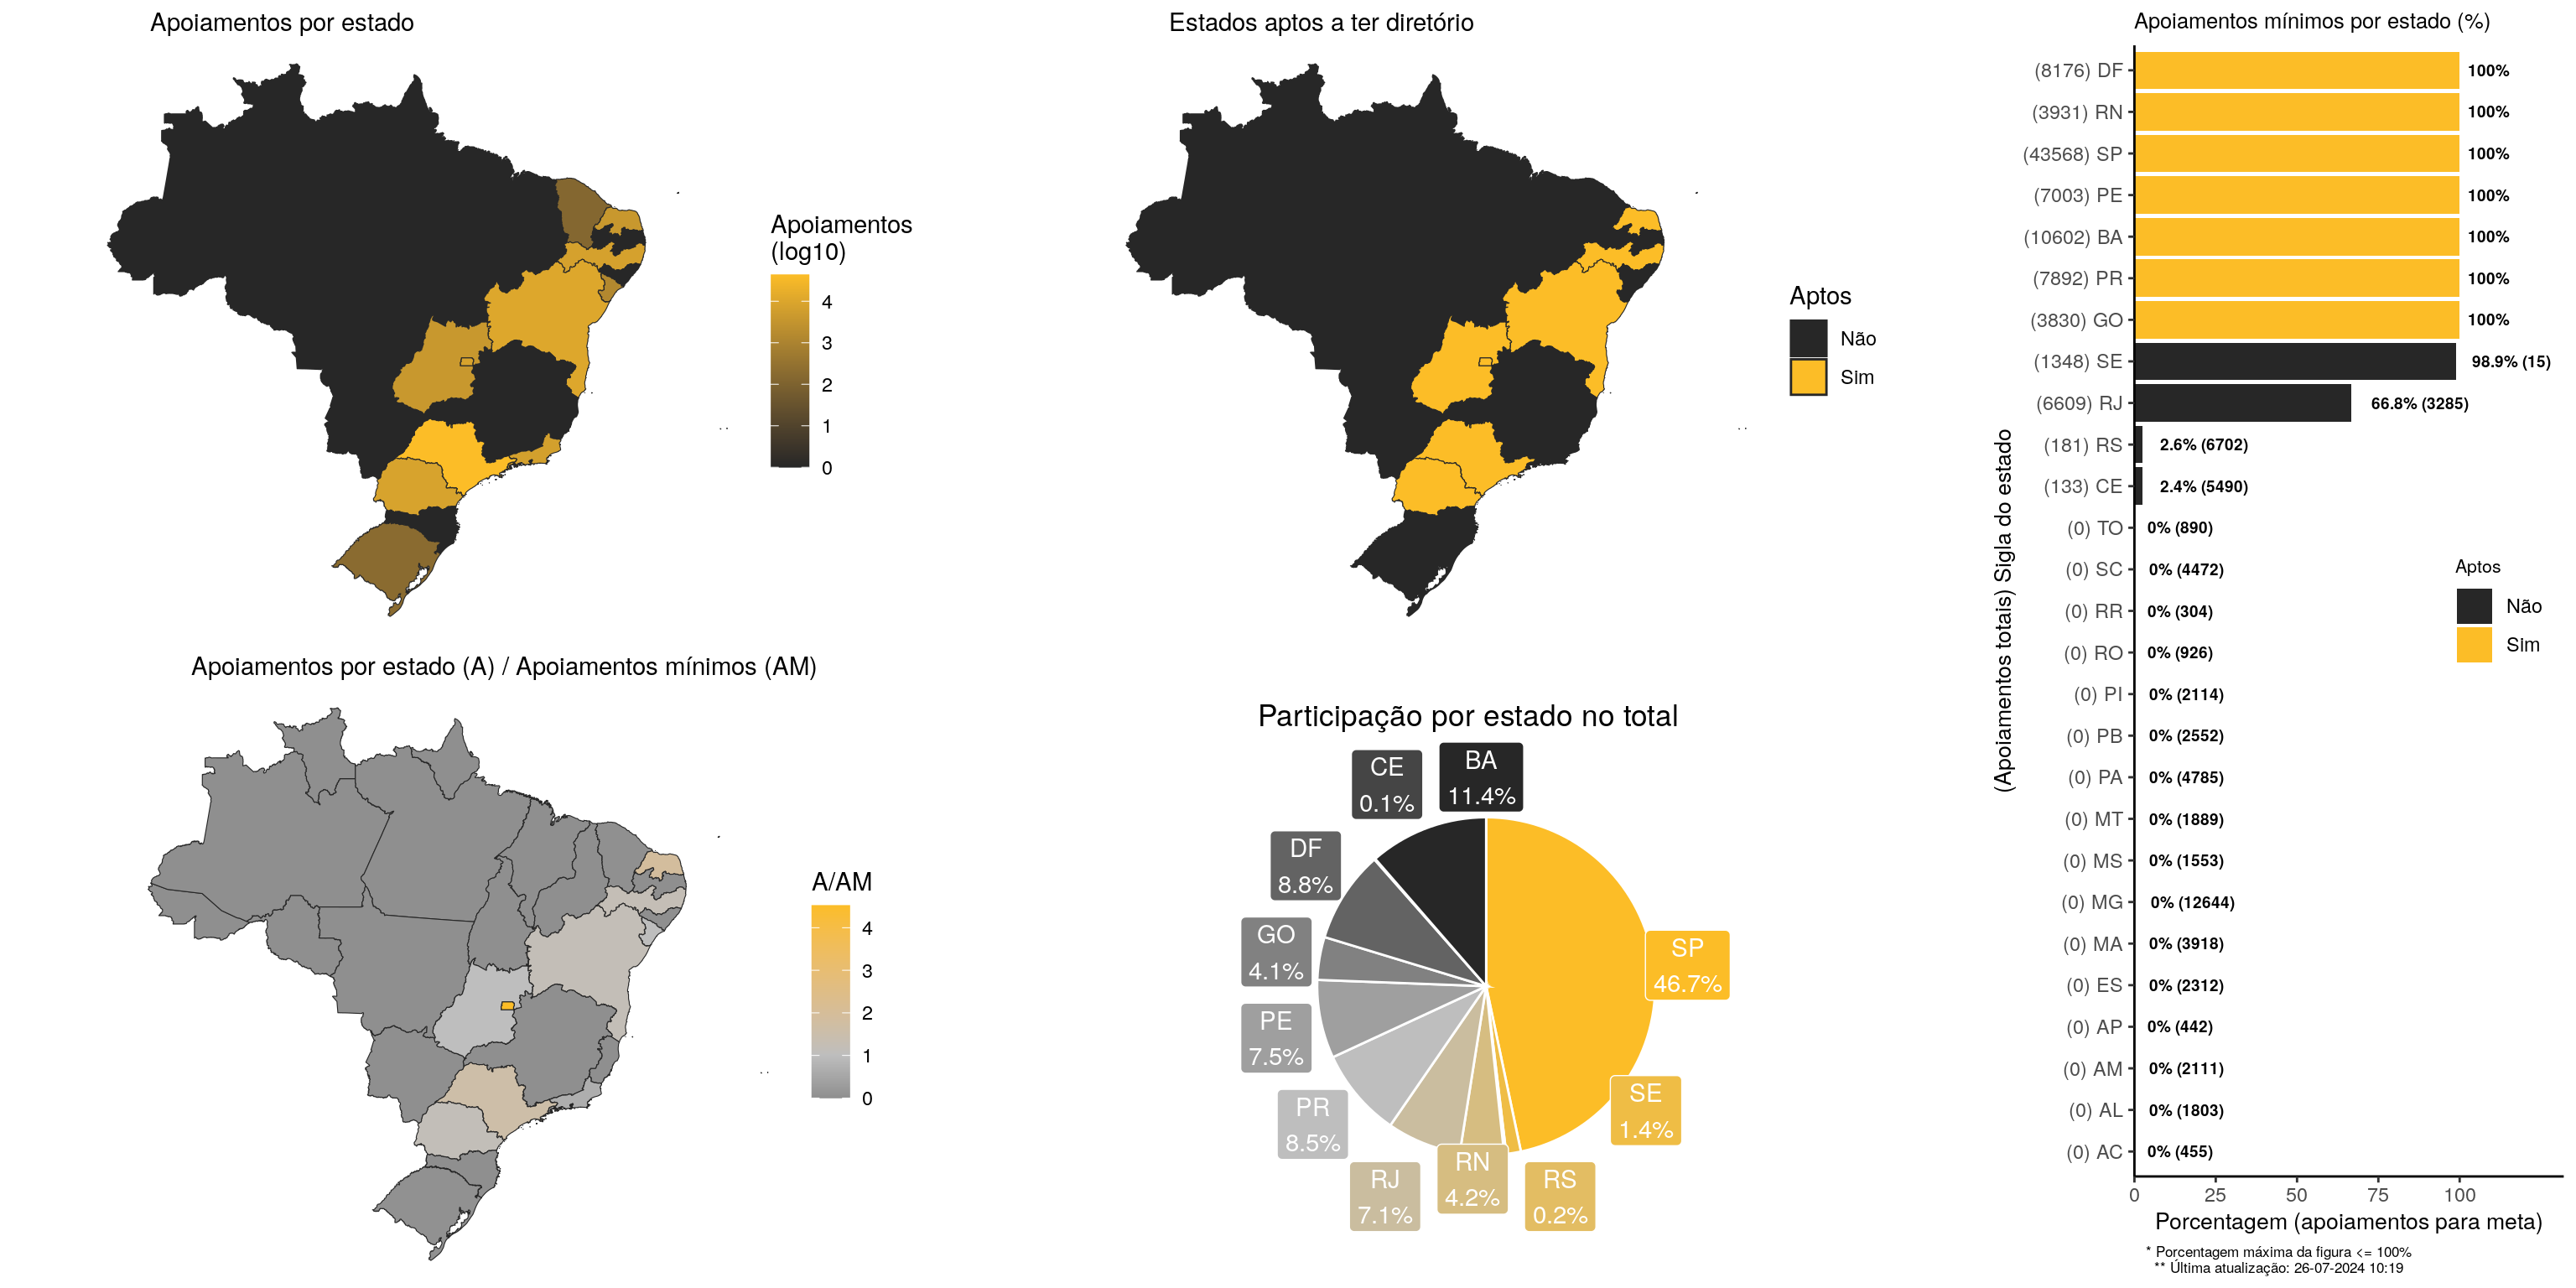 Apoiamentos por estado
Apoiamentos
(log10)
4
3
2
1
0
Estados aptos a ter diretório
Aptos
Não
Sim
Apoiamentos por estado (A) / Apoiamentos mínimos (AM)
A/AM
4
3
2
1
0
Participação por estado no total
CE
0.1%
BA
11.4%
DF
8.8%
GO
4.1%
PE
7.5%
PR
8.5%
RJ
7.1%
RN
4.2%
RS
0.2%
SE
1.4%
SP
46.7%
Apoiamentos mínimos por estado (%)
(Apoiamentos totais) Sigla do estado
(8176) DF 100%
(3931) RN 100%
(43568) SP 100%
(7003) PE 100%
(10602) BA 100%
(7892) PR 100%
(3830) GO 100%
(1348) SE 98.9% (15)
(6609) RJ 66.8% (3285)
(181) RS 2.6% (6702)
(133) CE 2.4% (5490)
(0) TO 0% (890)
(0) SC 0% (4472)
(0) RR 0% (304)
(0) RO 0% (926)
(0) PI 0% (2114)
(0) PB 0% (2552)
(0) PA 0% (4785)
(0) MT 0% (1889)
(0) MS 0% (1553)
(0) MG 0% (12644)
(0) MA 0% (3918)
(0) ES 0% (2312)
(0) AP 0% (442)
(0) AM 0% (2111)
(0) AL 0% (1803)
(0) AC 0% (455)
Aptos
Não
Sim
0 25 50 75 100
Porcentagem (apoiamentos para meta)
* Porcentagem máxima da figura <= 100%
** Última atualização: 26-07-2024 10:19